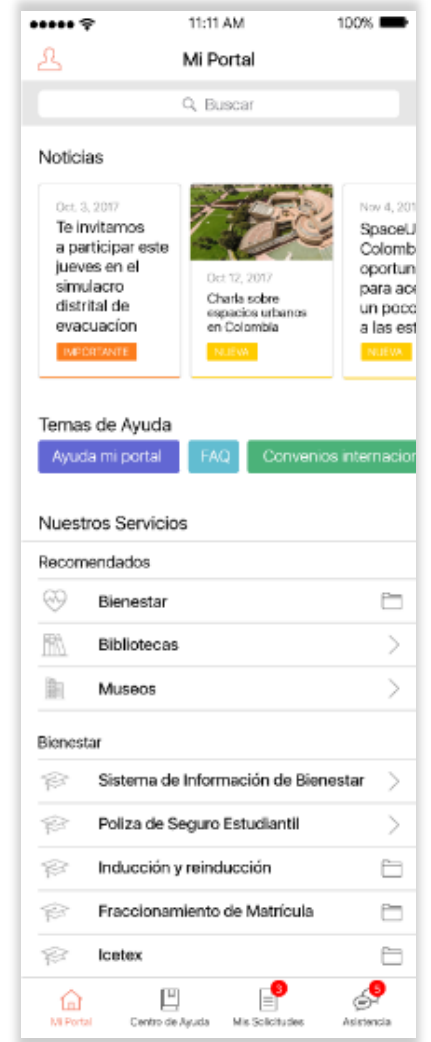 11:11 AM
100%
Mi Portal
Buscar
Noticias
Oct. 3, 2017
Te invitamos
a participar este
jueves en el
simulacro
distrital de
evacuacíon
IMPORTANTE
Oct 12, 2017
Charla sobre
espacios urbanos
en Colombia
NUEVA
Nov 4, 201
SpaceU
Colomb
oportun
para ace
un poco
a las est
NUEVA
Temas de Ayuda
Ayuda mi portal
FAQ
Convenios internacion
Nuestros Servicios
Recomendados
Bienestar
Bibliotecas
Museos
Bienestar
Sistema de Información de Bienestar
Poliza de Seguro Estudiantil
Inducción y reinducción
Fraccionamiento de Matrícula
Icetex
3
5
Mi Portal
Centro de Ayuda
Mis Solicitudes
Asistencia